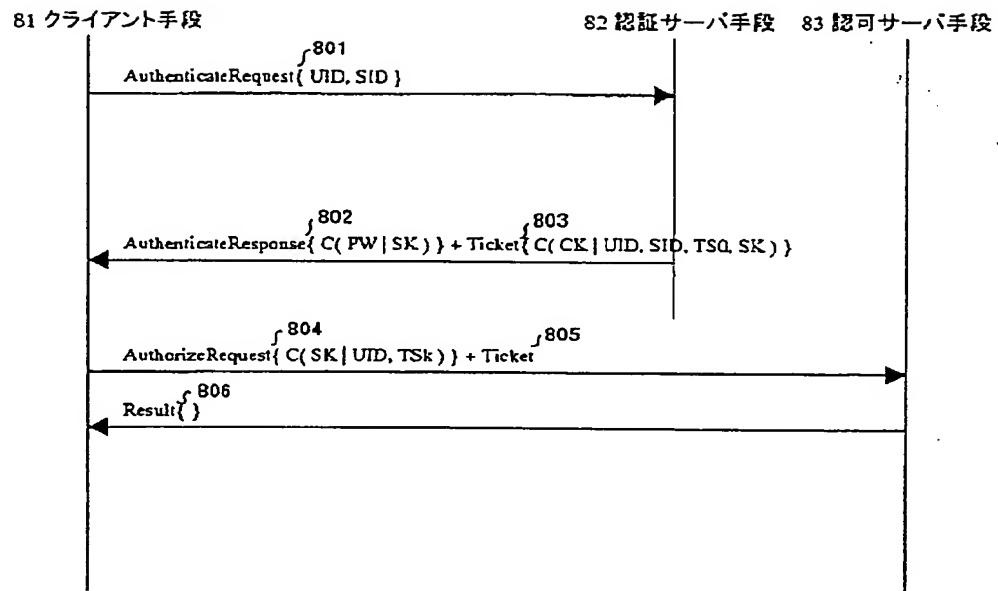 81 クライアント手段
82 認証サーバ手段
83 認可サーバ手段
801
AuthenticateRequest{ UID, SID }
802
803
AuthenticateResponse{ C( PW | SK ) } + Ticket{ C( CK | UID, SID, TS0, SK ) }
804
805
AuthorizeRequest{ C( SK | UID, TSk ) } + Ticket
806
Result{ }